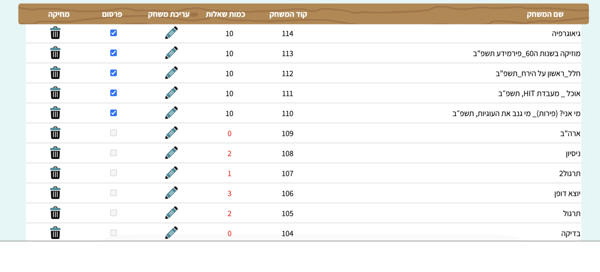 שם המשחק קוד המשחק כמות שאלות עריכת משחק פרסום מחיקה
גיאוגרפיה 114 10
מוזיקה בשנות ה60_פירמידע תשפ"ב 113 10
חלל_ראשון על הירח_תשפ"ב 112 10
אוכל _ מעבדת HIT, תשפ"ב 111 10
מי אני? (פירות)_ מי גנב את העוגיות, תשפ"ב 110 10
ארה"ב 109 0
ניסיון 108 2
תרגול2 107 1
יוצא דופן 106 3
תרגול 105 2
בדיקה 104 0